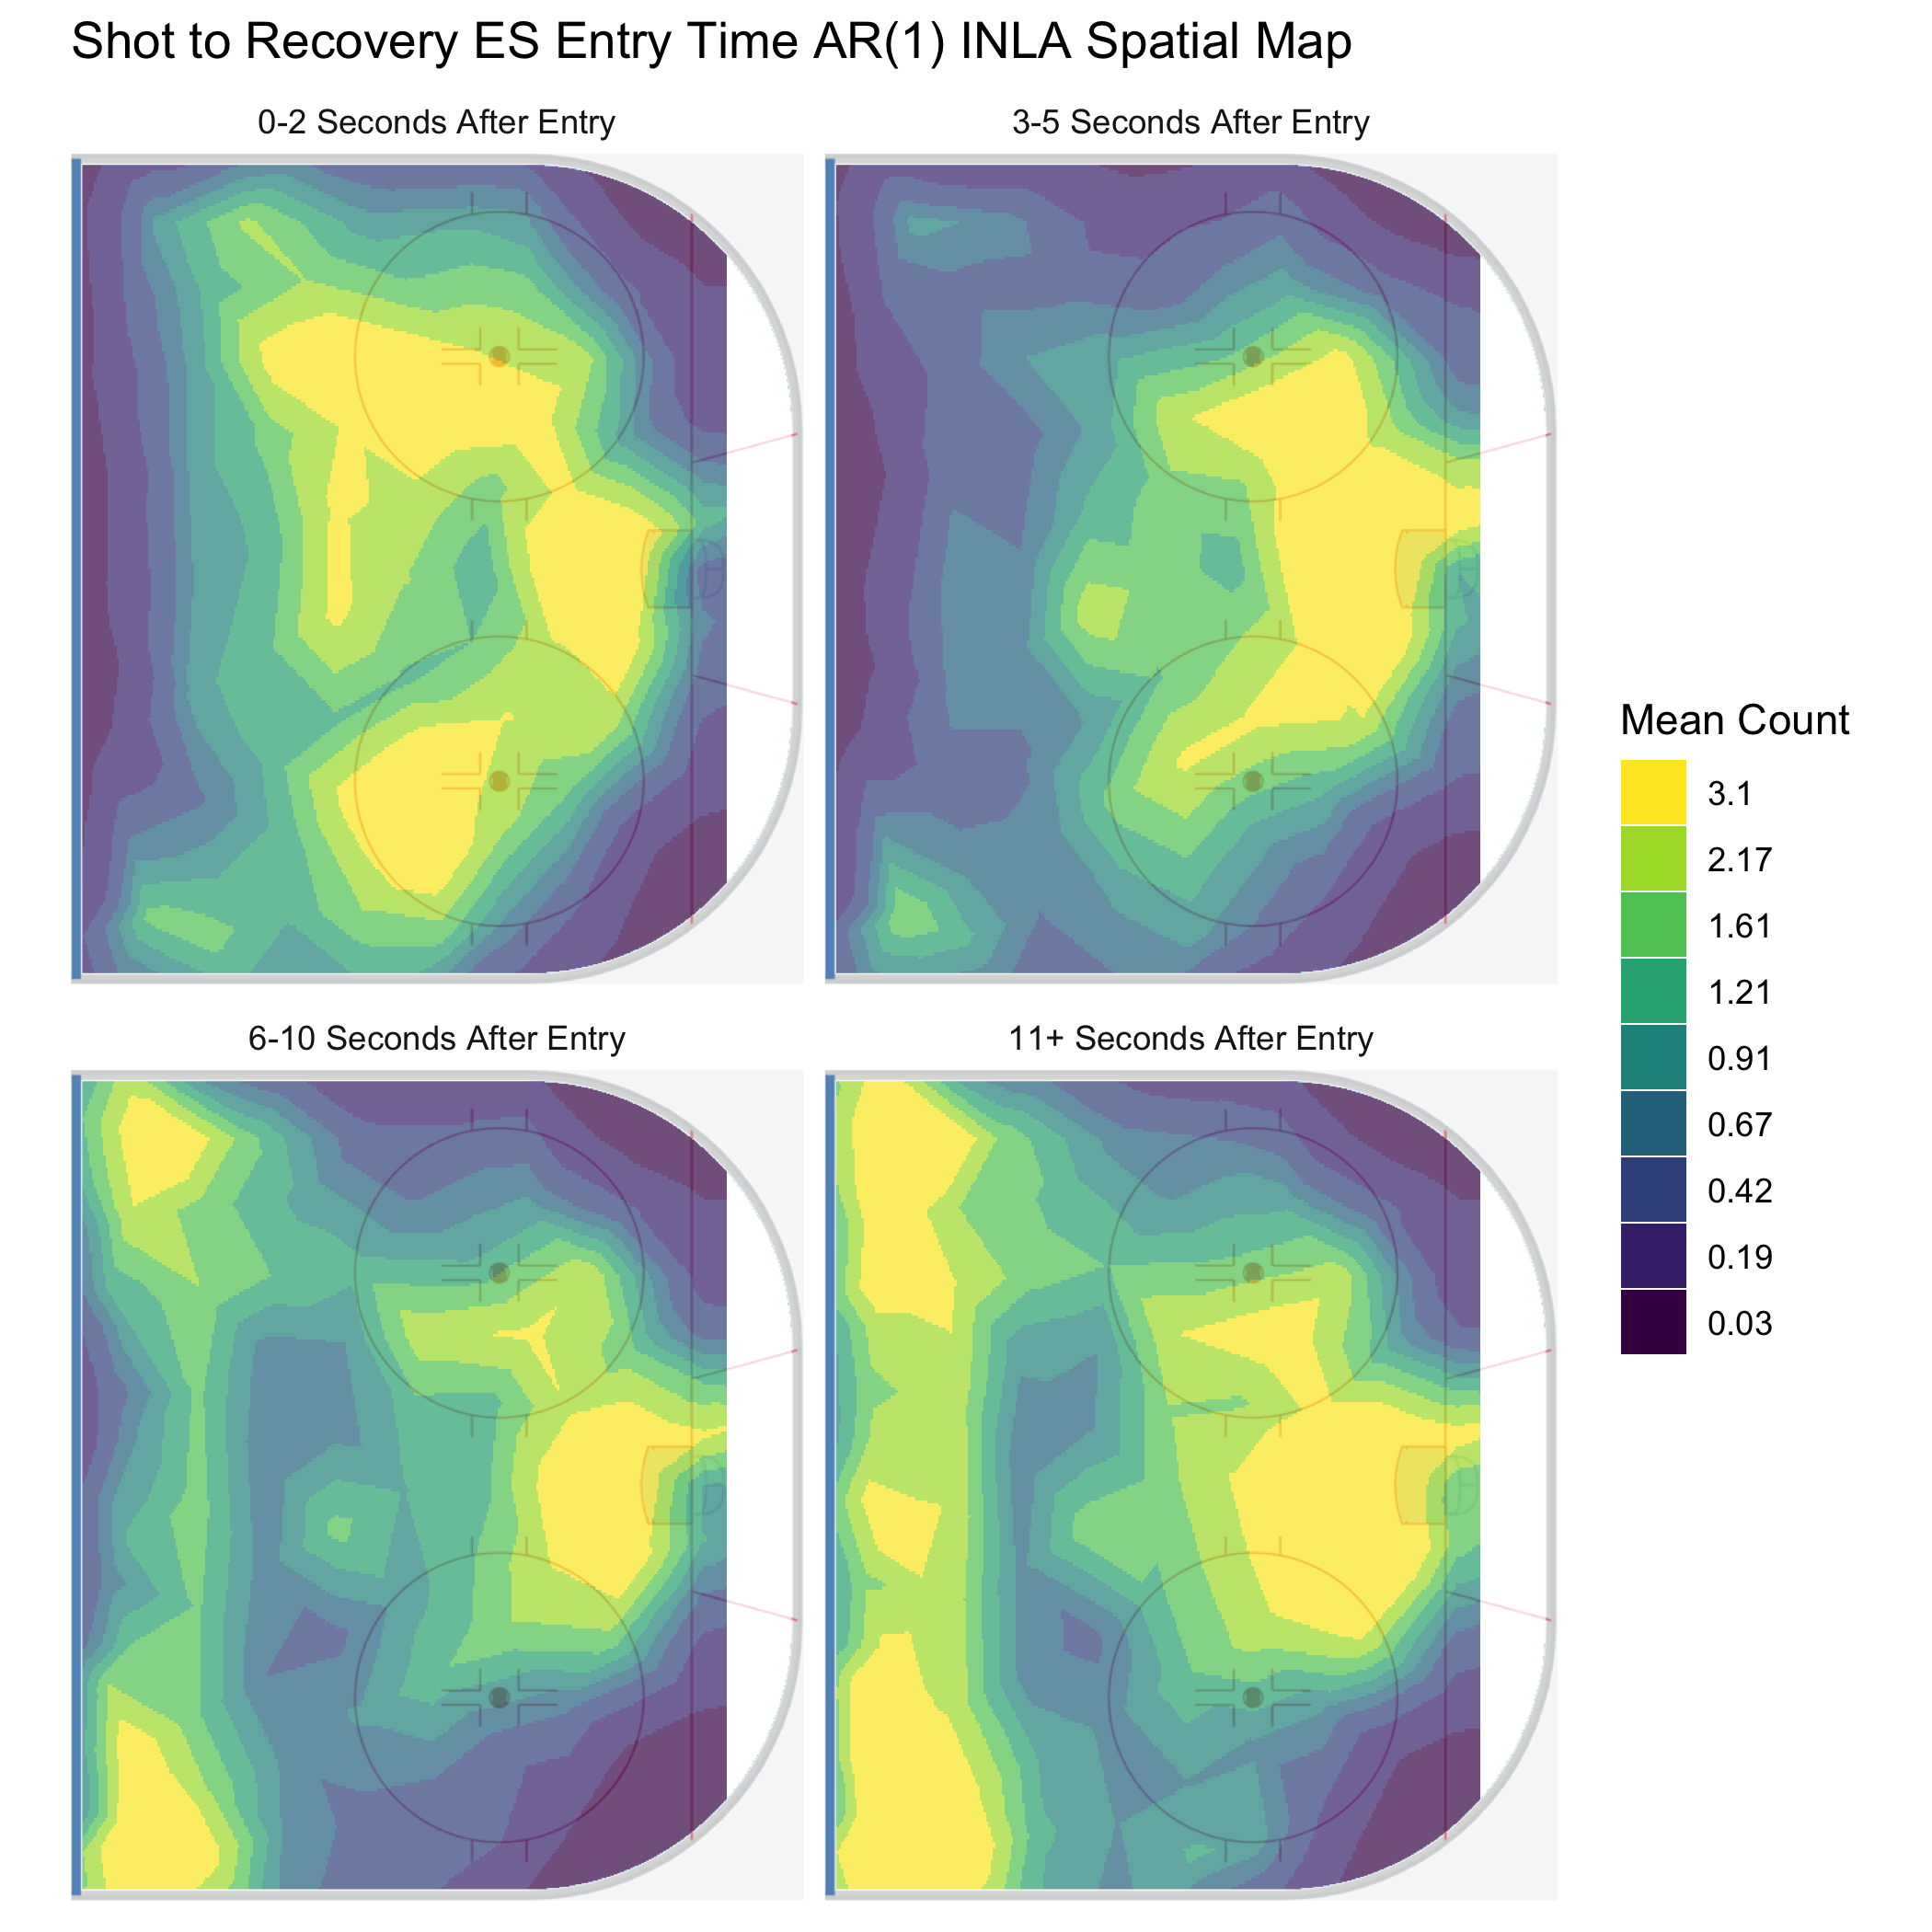 Shot to Recovery ES Entry Time AR(1) INLA Spatial Map
0-2 Seconds After Entry
3-5 Seconds After Entry
6-10 Seconds After Entry
11+ Seconds After Entry
Mean Count
3.1
2.17
1.61
1.21
0.91
0.67
0.42
0.19
0.03